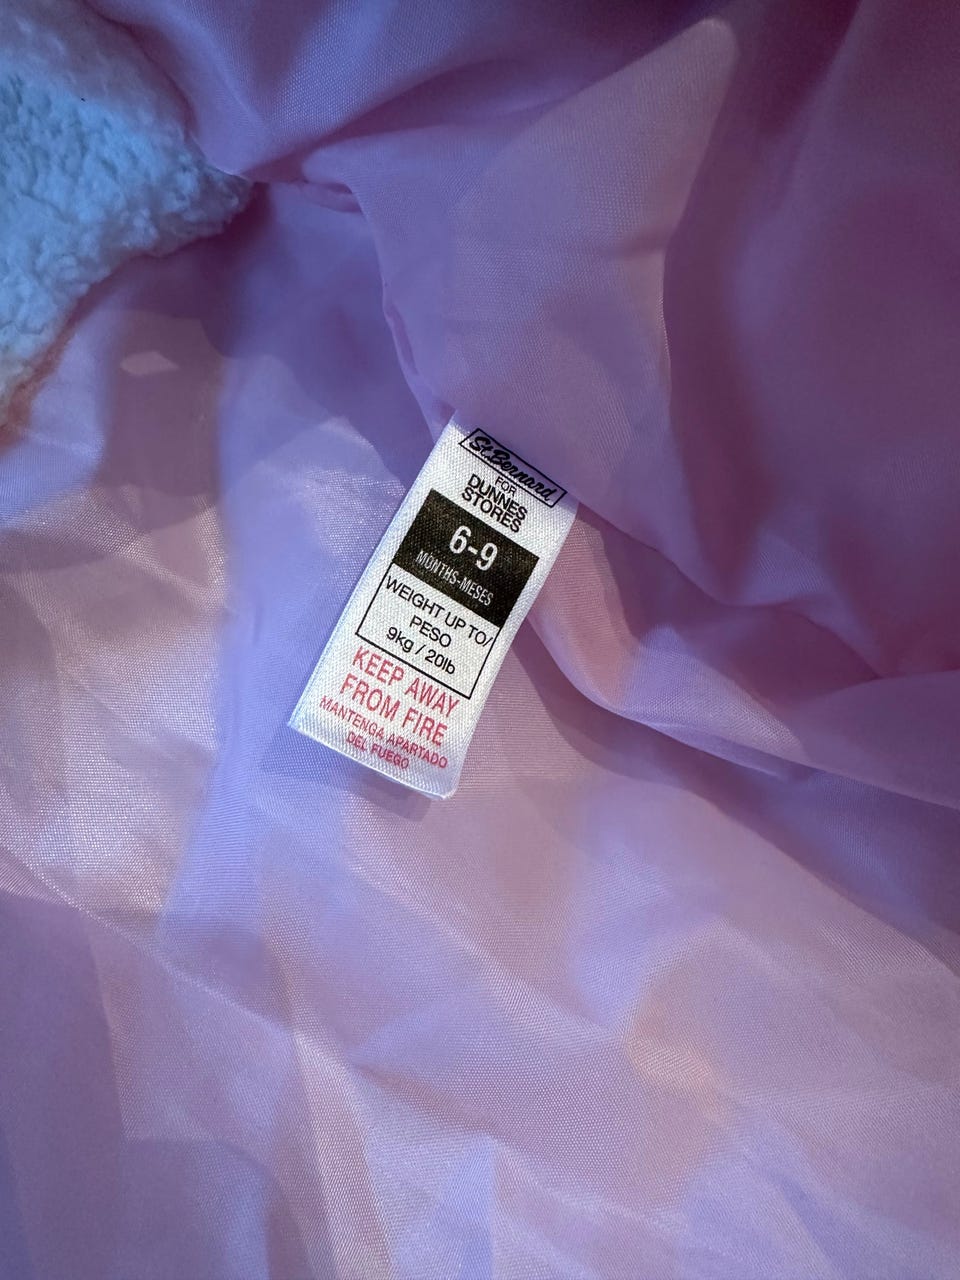 St.Bernard
FOR
DUNNES
STORES
6-9
MONTHS-MESES
WEIGHT UP TO/
PESO
9kg / 20lb
KEEP AWAY
FROM FIRE
MANTENGA APARTADO
DEL FUEGO